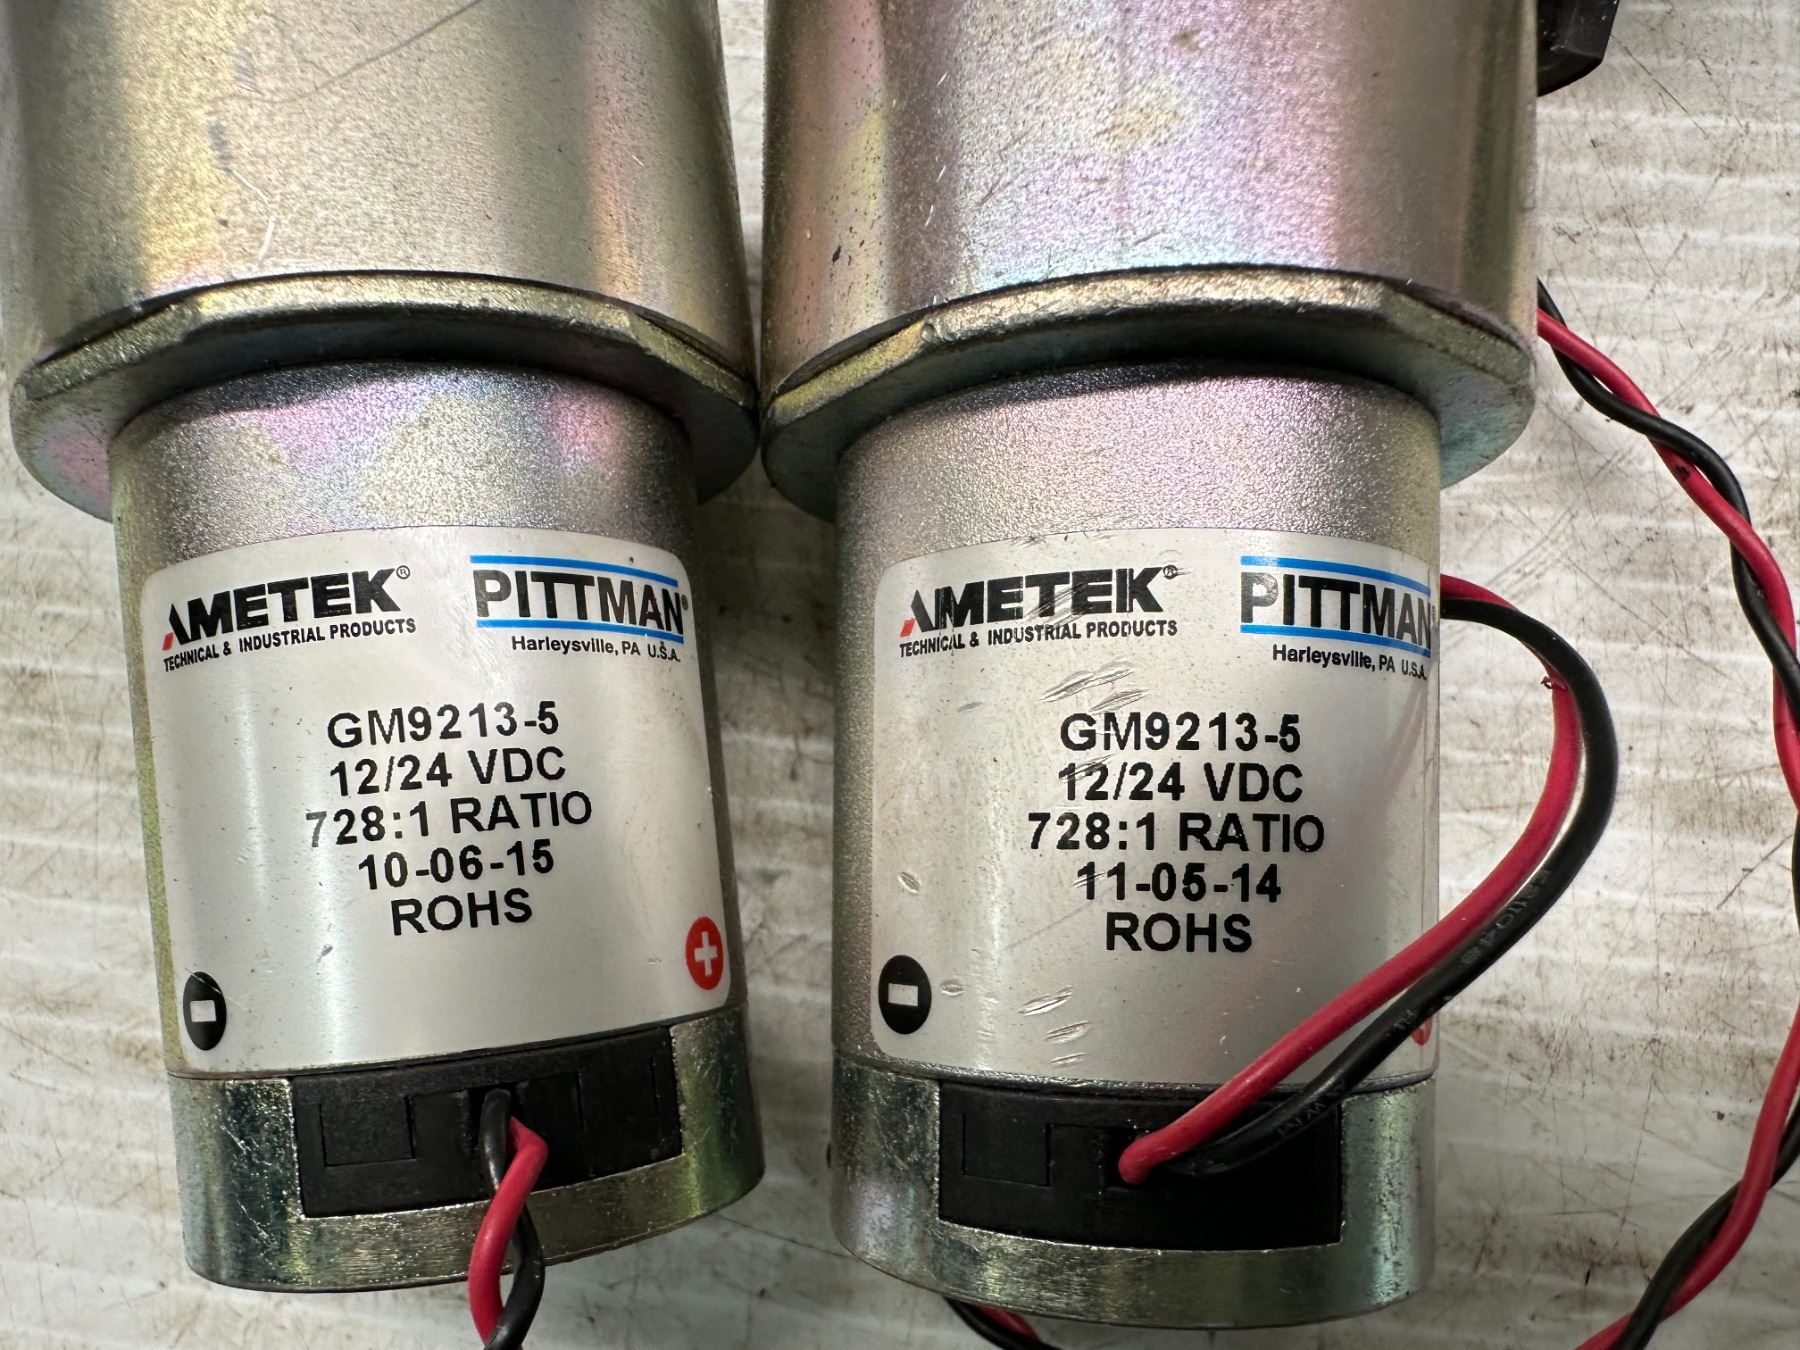 AMETEK®
TECHNICAL & INDUSTRIAL PRODUCTS
PITTMAN®
Harleysville, PA U.S.A.
GM9213-5
12/24 VDC
728:1 RATIO
10-06-15
ROHS
AMETEK®
TECHNICAL & INDUSTRIAL PRODUCTS
PITTMAN®
Harleysville, PA U.S.A.
GM9213-5
12/24 VDC
728:1 RATIO
11-05-14
ROHS